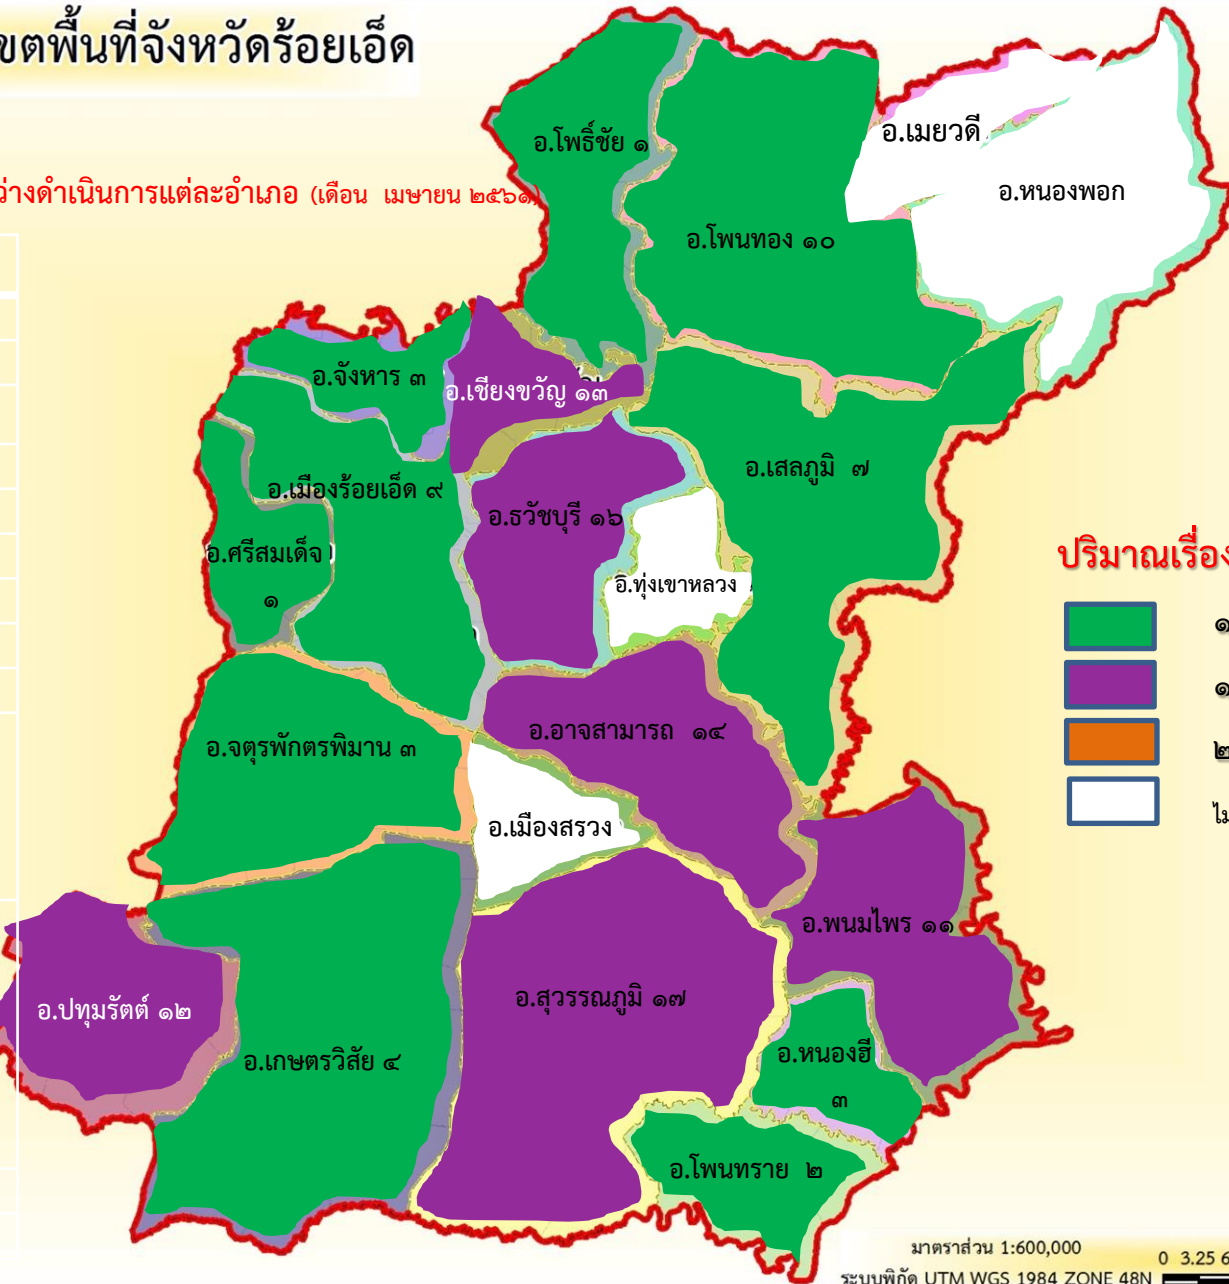 ขตพื้นที่จังหวัดร้อยเอ็ด
ว่างดำเนินการแต่ละอำเภอ (เดือน เมษายน ๒๕๖๑)
อ.โพธิ์ชัย ๑
อ.เมยวดี
อ.หนองพอก
อ.โพนทอง ๑๐
อ.จังหาร ๓
อ.เชียงขวัญ ๑๓
อ.เมืองร้อยเอ็ด ๙
อ.เสลภูมิ ๗
อ.ธวัชบุรี ๑๖
อ.ศรีสมเด็จ
๑
อิ.ทุ่งเขาหลวง
ปริมาณเรื่อง
๑
๑
๒
ไม
อ.จตุรพักตรพิมาน ๓
อ.อาจสามารถ ๑๔
อ.เมืองสรวง
อ.พนมไพร ๑๑
อ.ปทุมรัตต์ ๑๒
อ.สุวรรณภูมิ ๑๗
อ.เกษตรวิสัย ๔
อ.หนองฮี
๓
อ.โพนทราย ๒
มาตราส่วน 1:600,000
0 3.25 6
ระบบพิกัด UTM WGS 1984 ZONE 48N